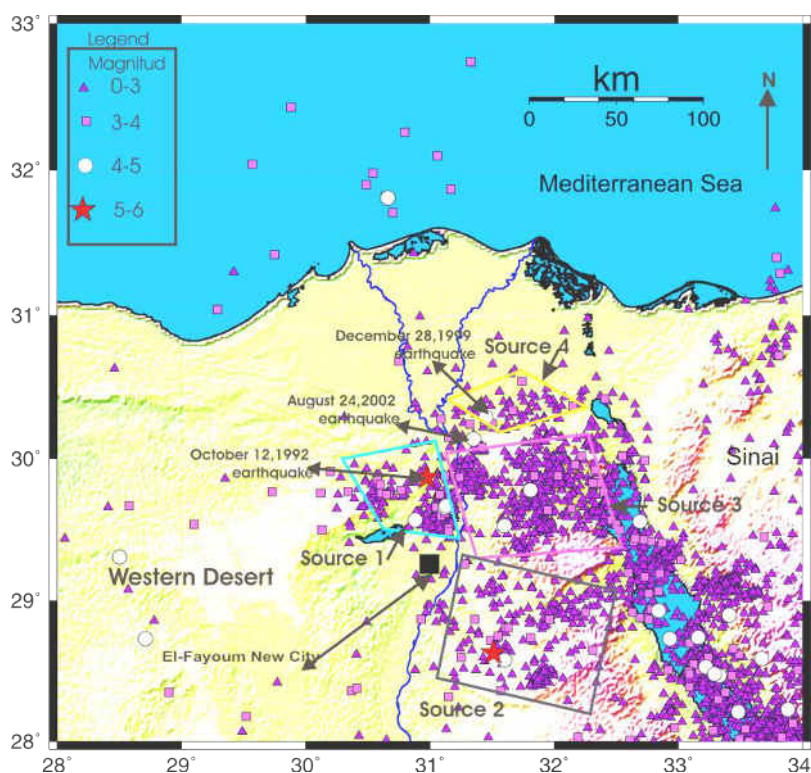 33°
Legend
Magnitud
0-3
3-4
4-5
5-6
km
0 50 100
N
32°
Mediterranean Sea
31°
December 28,1999
earthquake
Source 4
August 24,2002
earthquake
October 12,1992
earthquake
30°
Sinai
Source 3
Source 1
Western Desert
29°
El-Fayoum New City
Source 2
28°
28 29 30 31 32 33 34